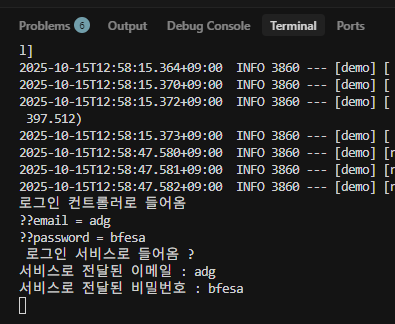 Problems 6 Output Debug Console Terminal Ports
l]
2025-10-15T12:58:15.364+09:00  INFO 3860 --- [demo] [
2025-10-15T12:58:15.370+09:00  INFO 3860 --- [demo] [
2025-10-15T12:58:15.372+09:00  INFO 3860 --- [demo] [
 397.512)
2025-10-15T12:58:15.373+09:00  INFO 3860 --- [demo] [
2025-10-15T12:58:47.580+09:00  INFO 3860 --- [demo] [n
2025-10-15T12:58:47.581+09:00  INFO 3860 --- [demo] [n
2025-10-15T12:58:47.582+09:00  INFO 3860 --- [demo] [n
로그인 컨트롤러로 들어옴
??email = adg
??password = bfesa
 로그인 서비스로 들어옴 ?
서비스로 전달된 이메일 : adg
서비스로 전달된 비밀번호 : bfesa